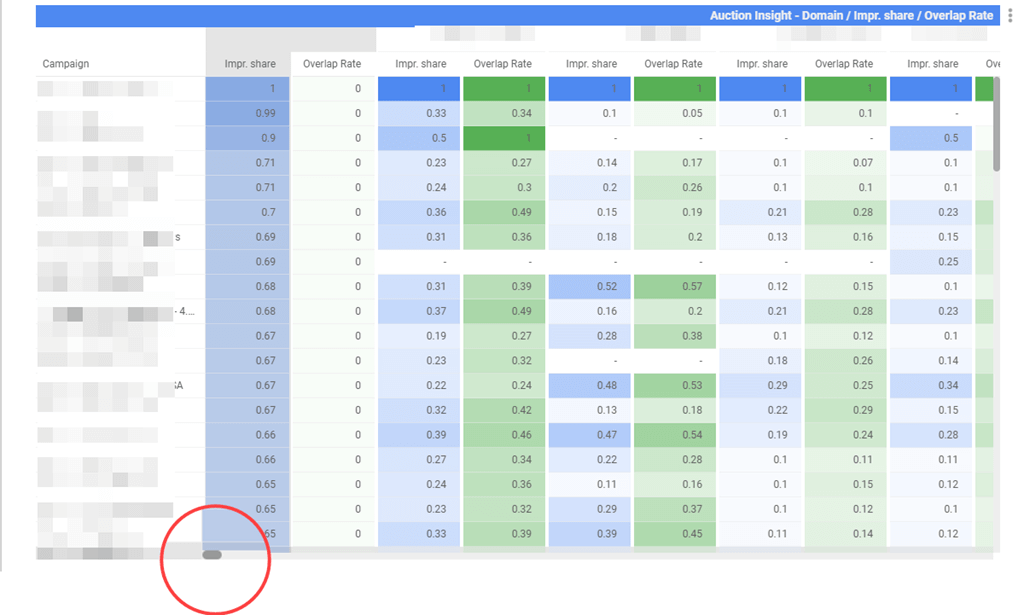 Auction Insight - Domain / Impr. share / Overlap Rate
Campaign Impr. share Overlap Rate Impr. share Overlap Rate Impr. share Overlap Rate Impr. share Overlap Rate Impr. share
1 0 1 1 1 1 1 1 1
0.99 0 0.33 0.34 0.1 0.05 0.1 0.1 -
0.9 0 0.5 1 - - - - 0.5
0.71 0 0.23 0.27 0.14 0.17 0.1 0.07 0.1
0.71 0 0.24 0.3 0.2 0.26 0.1 0.1 0.1
0.7 0 0.36 0.49 0.15 0.19 0.21 0.28 0.23
s 0.69 0 0.31 0.36 0.18 0.2 0.13 0.16 0.15
0.69 0 - - - - - - 0.25
0.68 0 0.31 0.39 0.52 0.57 0.12 0.15 0.1
- 4.... 0.68 0 0.37 0.49 0.16 0.2 0.21 0.28 0.23
0.67 0 0.19 0.27 0.28 0.38 0.1 0.12 0.1
0.67 0 0.23 0.32 - - 0.18 0.26 0.14
SA 0.67 0 0.22 0.24 0.48 0.53 0.29 0.25 0.34
0.67 0 0.32 0.42 0.13 0.18 0.22 0.29 0.15
0.66 0 0.39 0.46 0.47 0.54 0.19 0.24 0.28
0.66 0 0.27 0.34 0.22 0.28 0.1 0.11 0.11
0.65 0 0.24 0.36 0.11 0.16 0.1 0.15 0.12
0.65 0 0.23 0.32 0.29 0.37 0.1 0.12 0.1
65 0 0.33 0.39 0.39 0.45 0.11 0.14 0.12